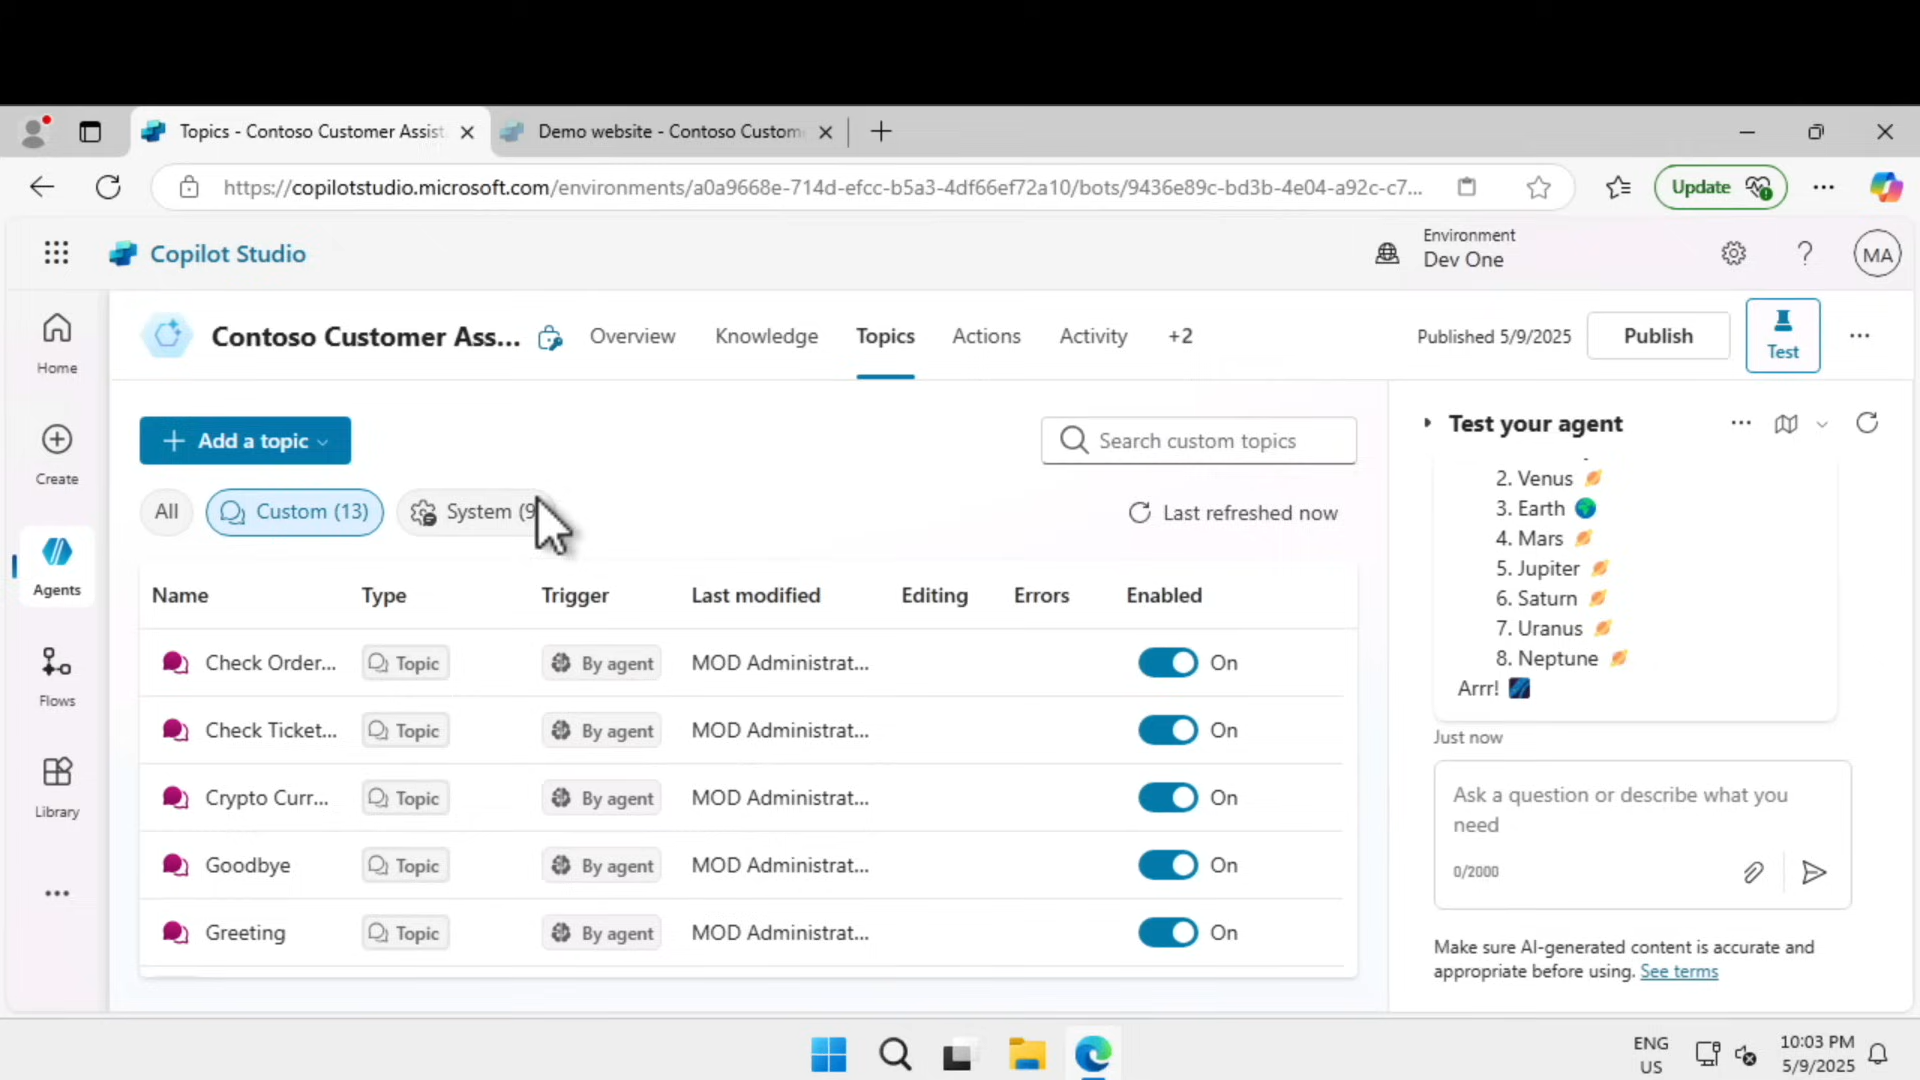 Topics - Contoso Customer Assist
Demo website - Contoso Custom
https://copilotstudio.microsoft.com/environments/a0a9668e-714d-efcc-b5a3-4df66ef72a10/bots/9436e89c-bd3b-4e04-a92c-c7...
Update
Copilot Studio
Environment
Dev One
MA
Home
Create
Agents
Flows
Library
Contoso Customer Ass...
Overview
Knowledge
Topics
Actions
Activity
+2
Published 5/9/2025
Publish
Test
Add a topic
Search custom topics
All
Custom (13)
System (9
Last refreshed now
Name Type Trigger Last modified Editing Errors Enabled
Check Order... Topic By agent MOD Administrat... On
Check Ticket... Topic By agent MOD Administrat... On
Crypto Curr... Topic By agent MOD Administrat... On
Goodbye Topic By agent MOD Administrat... On
Greeting Topic By agent MOD Administrat... On
Test your agent
2. Venus
3. Earth
4. Mars
5. Jupiter
6. Saturn
7. Uranus
8. Neptune
Arrr!
Just now
Ask a question or describe what you
need
0/2000
Make sure AI-generated content is accurate and
appropriate before using. See terms
ENG
US
10:03 PM
5/9/2025